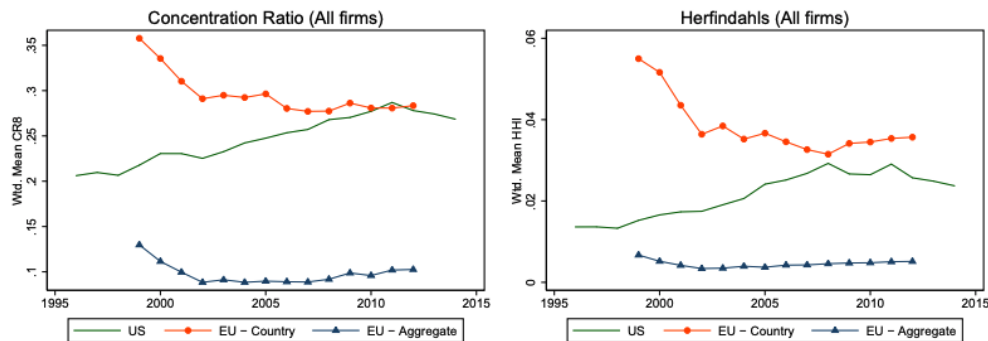 Concentration Ratio (All firms)
Wtd. Mean CR8
.35
.3
.25
.2
.15
.1
1995 2000 2005 2010 2015
US EU – Country EU – Aggregate
Herfindahls (All firms)
Wtd. Mean HHI
.06
.04
.02
0
1995 2000 2005 2010 2015
US EU – Country EU – Aggregate